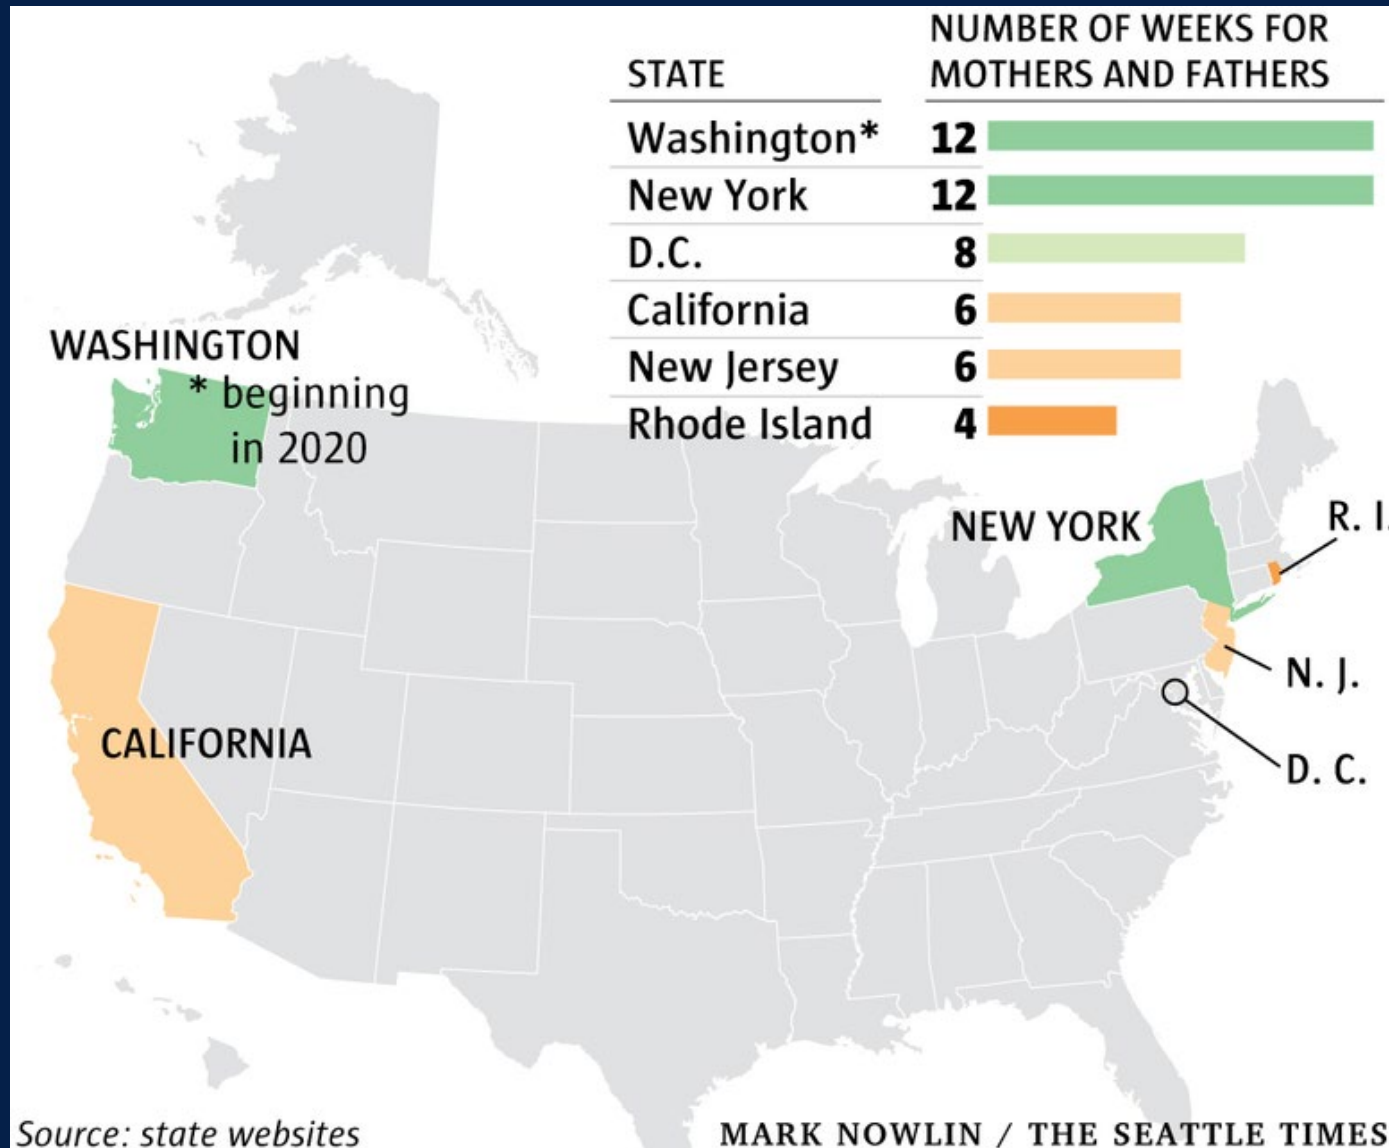 NUMBER OF WEEKS FOR
STATE MOTHERS AND FATHERS
Washington* 12
New York 12
D.C. 8
California 6
New Jersey 6
Rhode Island 4
WASHINGTON
* beginning
in 2020
NEW YORK
R. I.
N. J.
CALIFORNIA
D. C.
Source: state websites
MARK NOWLIN / THE SEATTLE TIMES